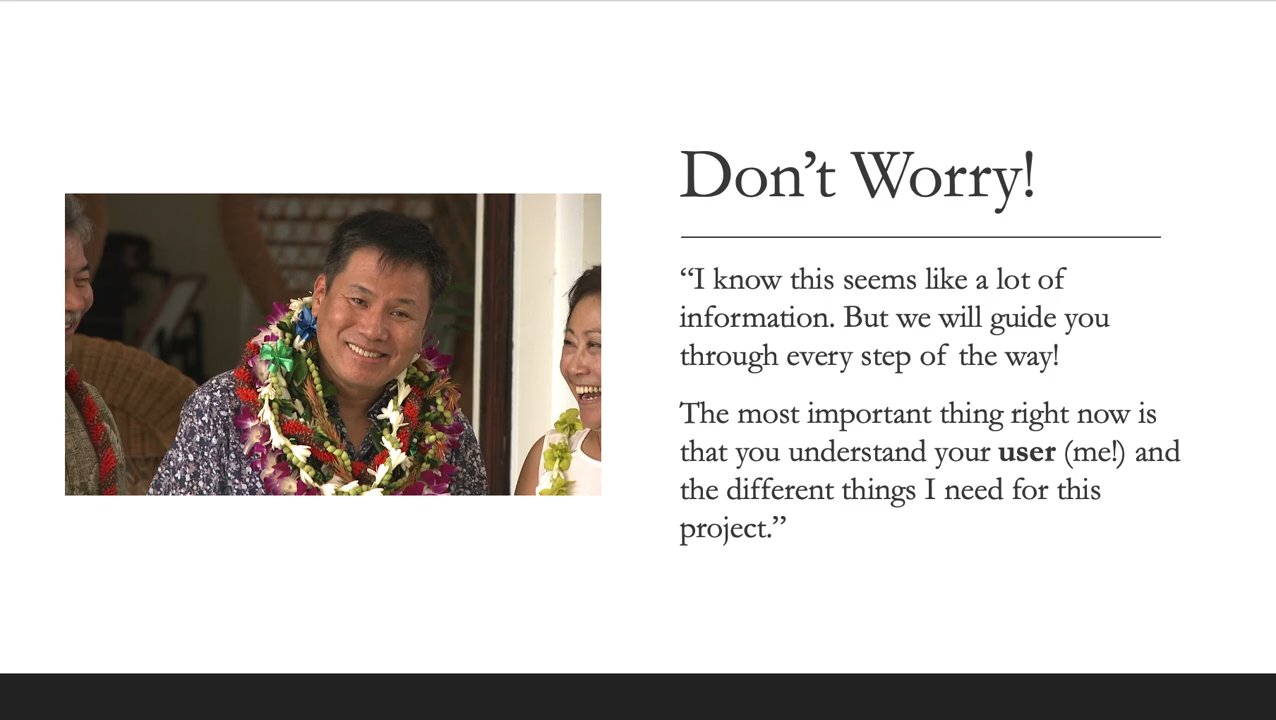 Don’t Worry!
“I know this seems like a lot of
information. But we will guide you
through every step of the way!
The most important thing right now is
that you understand your user (me!) and
the different things I need for this
project.”